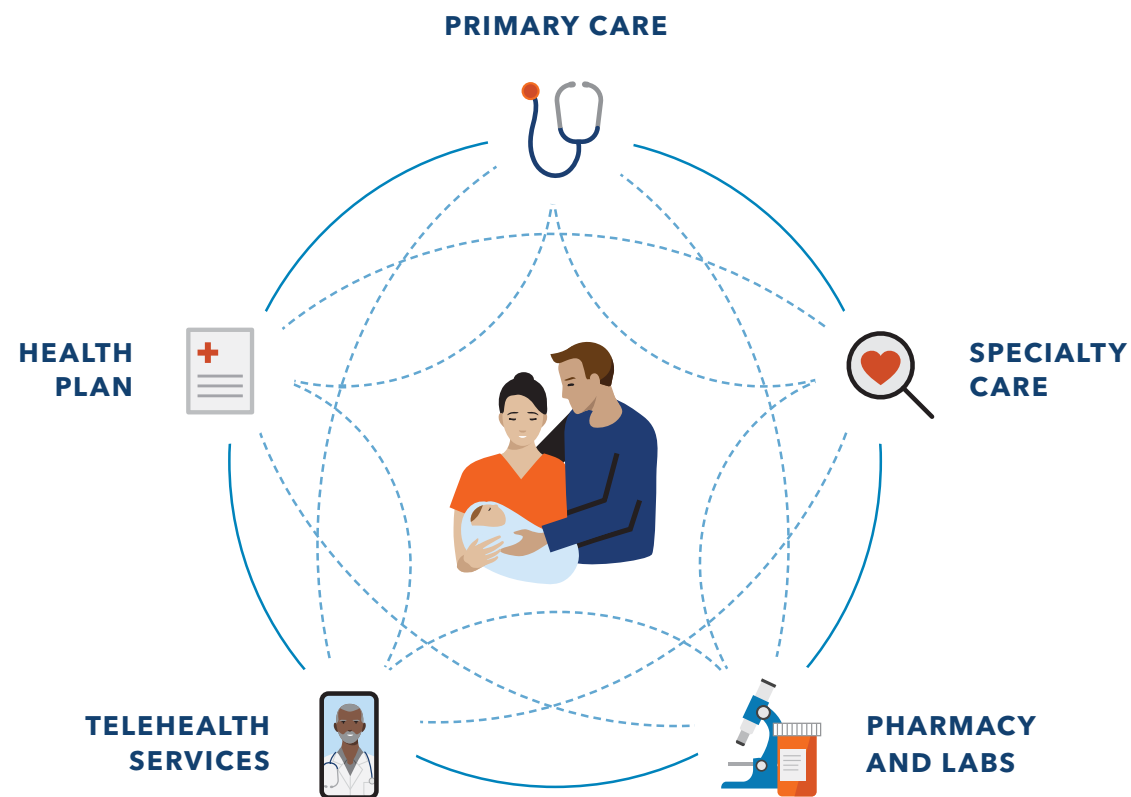 PRIMARY CARE
HEALTH
PLAN
SPECIALTY
CARE
TELEHEALTH
SERVICES
PHARMACY
AND LABS